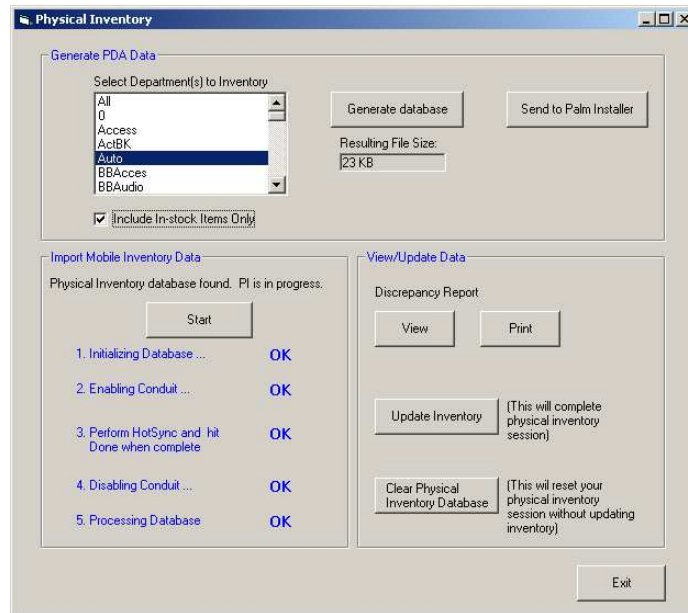 Physical Inventory
Generate PDA Data
Select Department(s) to Inventory
All
0
Access
ActBK
Auto
BBAcces
BBAudio
Include In-stock Items Only
Generate database
Send to Palm Installer
Resulting File Size:
23 KB
Import Mobile Inventory Data
Physical Inventory database found. PI is in progress.
Start
1. Initializing Database ... OK
2. Enabling Conduit ... OK
3. Perform HotSync and hit OK
Done when complete
4. Disabling Conduit ... OK
5. Processing Database OK
View/Update Data
Discrepancy Report
View
Print
Update Inventory
(This will complete
physical inventory
session)
Clear Physical
Inventory Database
(This wil reset your
physical inventory
session without updating
inventory)
Exit